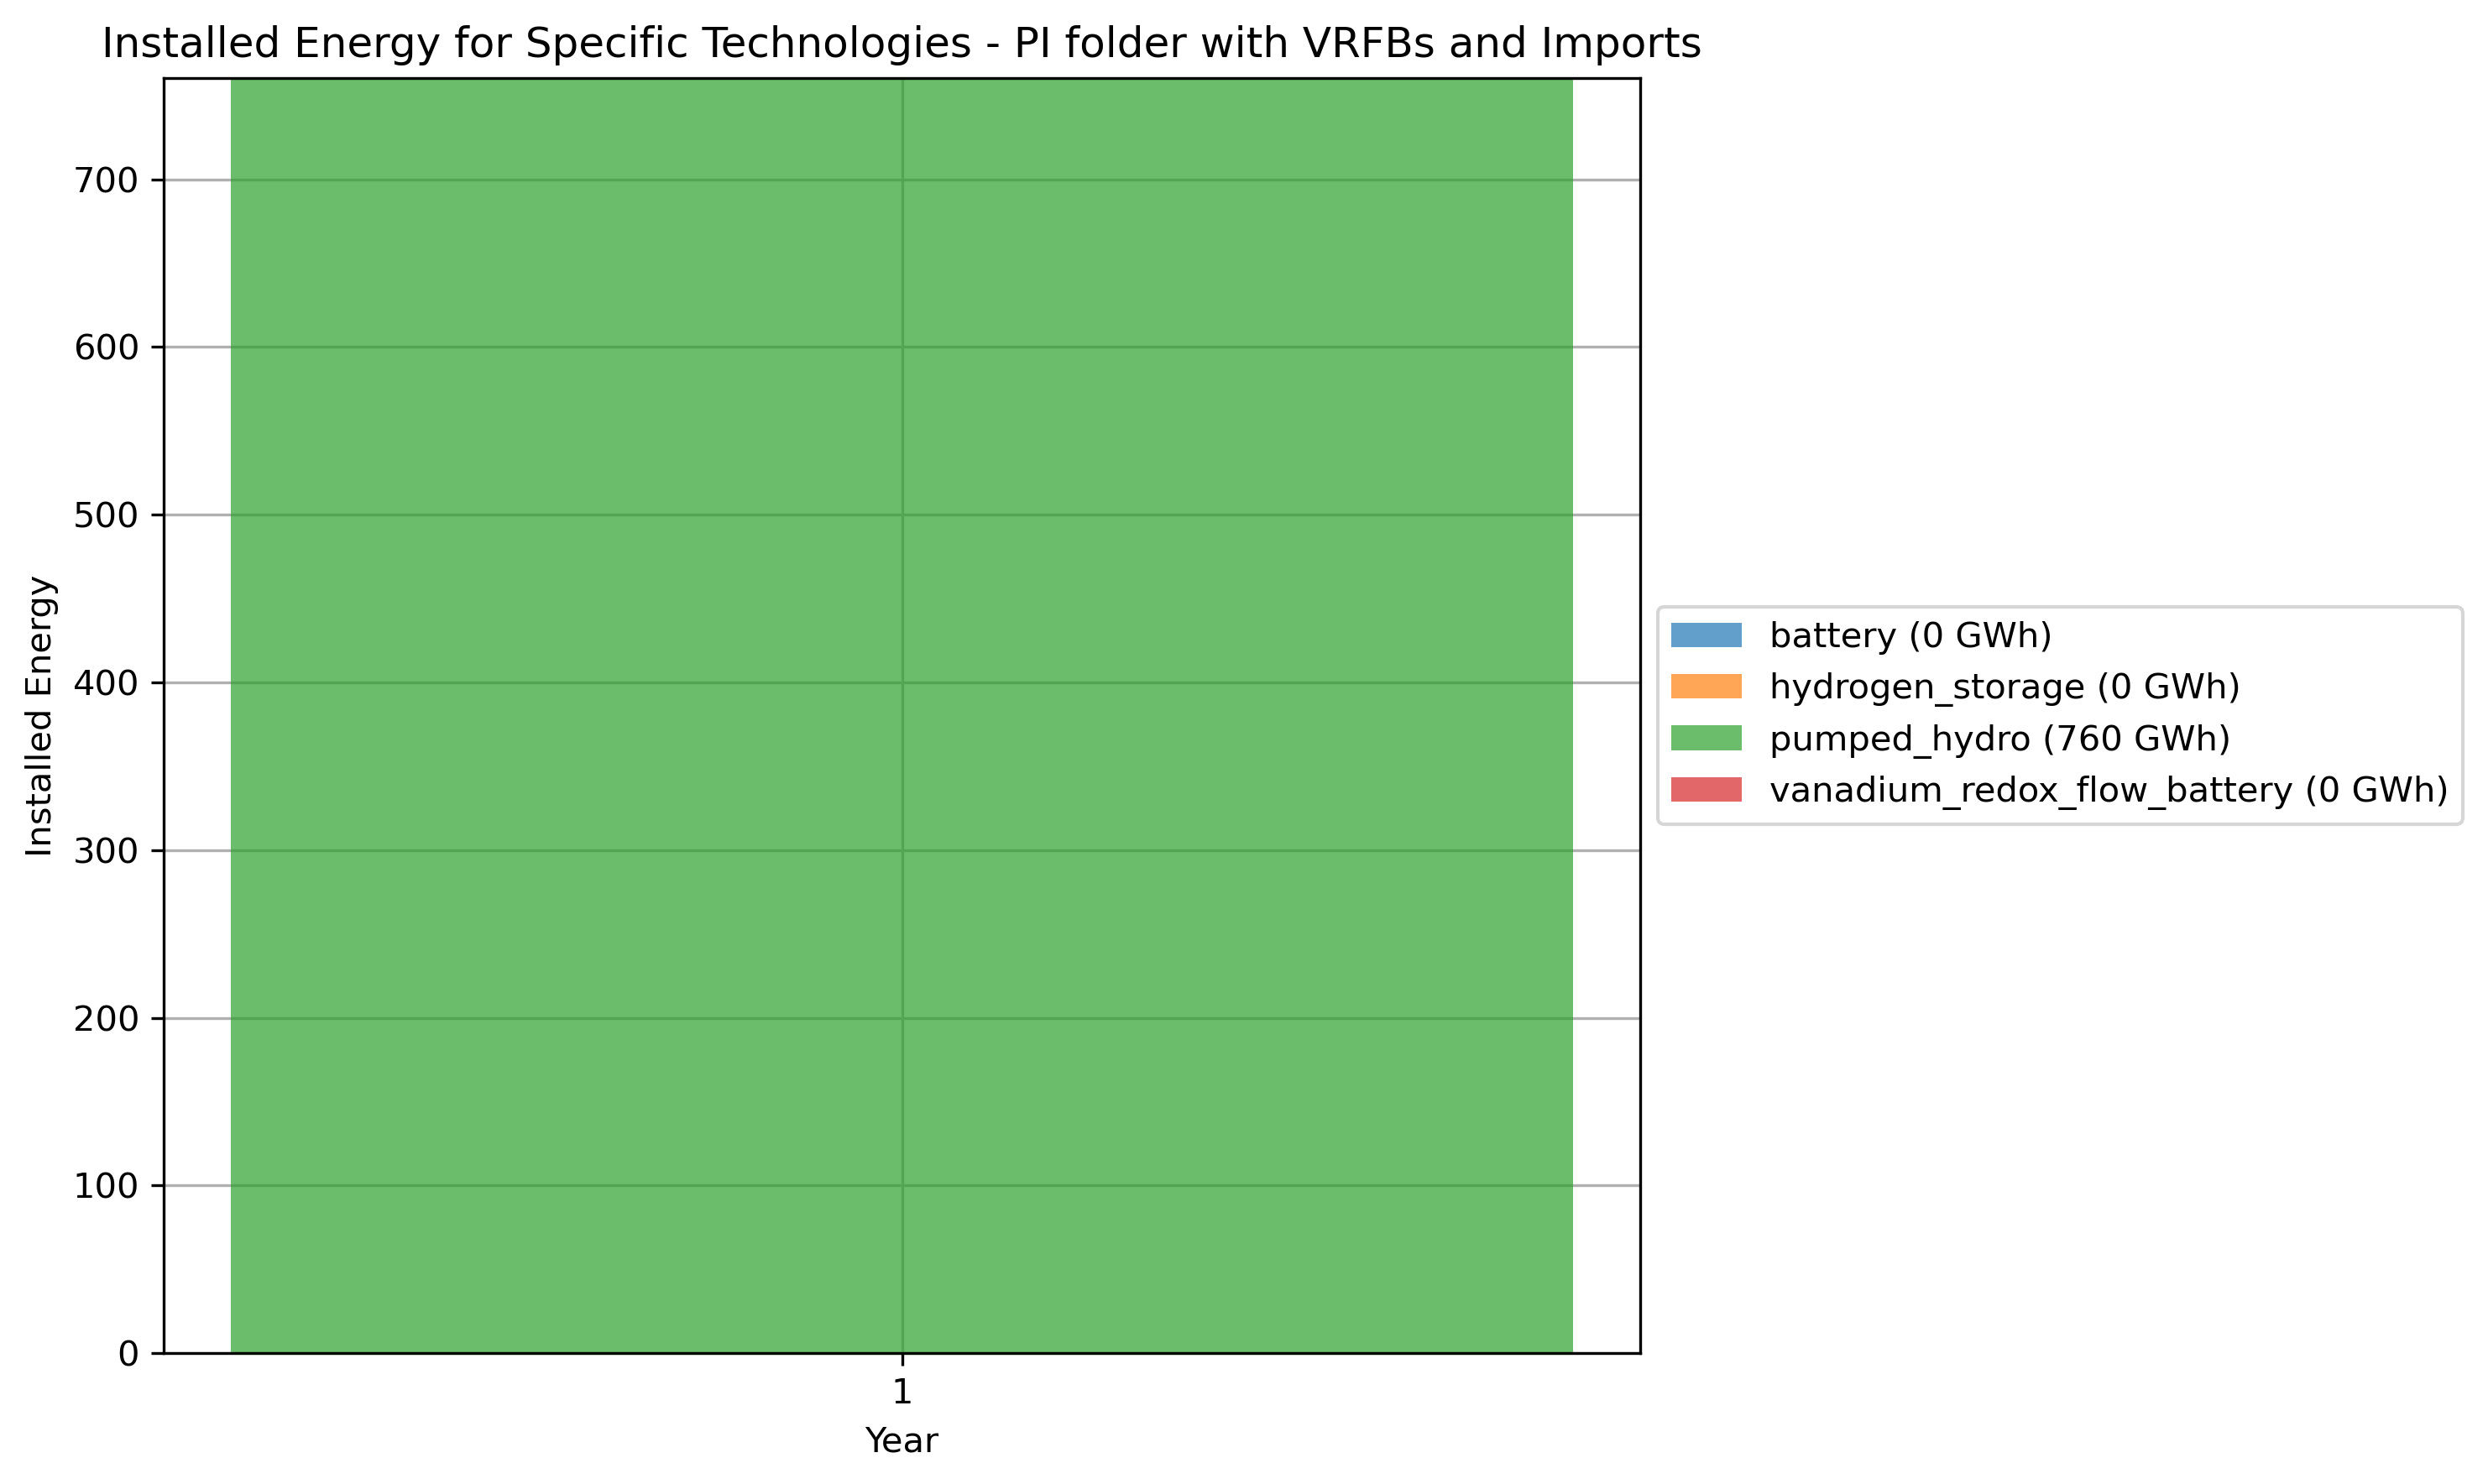 Installed Energy for Specific Technologies - PI folder with VRFBs and Imports
700
600
500
400
300
200
100
0
Installed Energy
1
Year
battery (0 GWh)
hydrogen_storage (0 GWh)
pumped_hydro (760 GWh)
vanadium_redox_flow_battery (0 GWh)